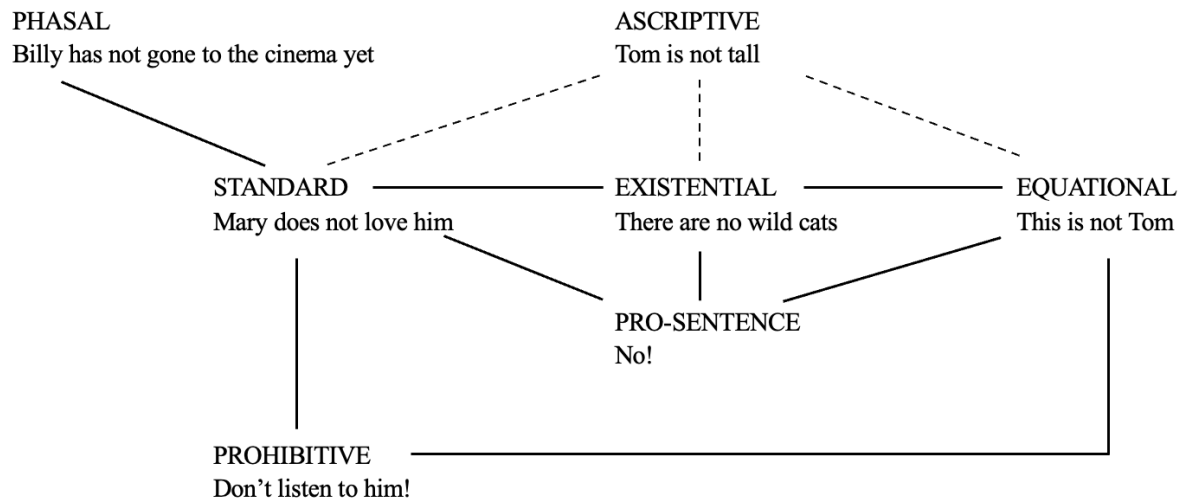 PHASAL
Billy has not gone to the cinema yet
ASCRIPTIVE
Tom is not tall
STANDARD
Mary does not love him
EXISTENTIAL
There are no wild cats
EQUATIONAL
This is not Tom
PRO-SENTENCE
No!
PROHIBITIVE
Don’t listen to him!